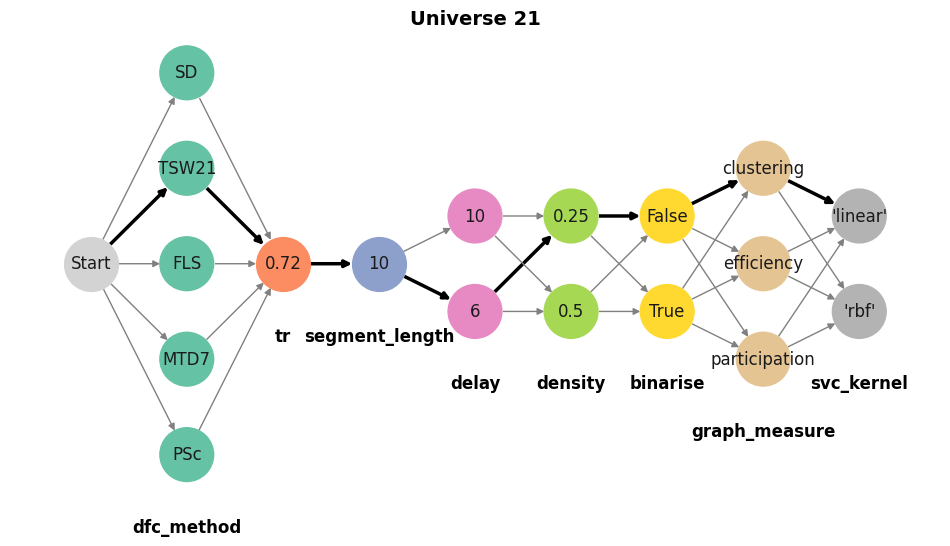 Universe 21
SD
TSW21
clustering
10
0.25
False
'linear'
Start
FLS
0.72
10
efficiency
6
0.5
True
'rbf'
tr
segment_length
MTD7
participation
delay
density
binarise
svc_kernel
graph_measure
PSc
dfc_method